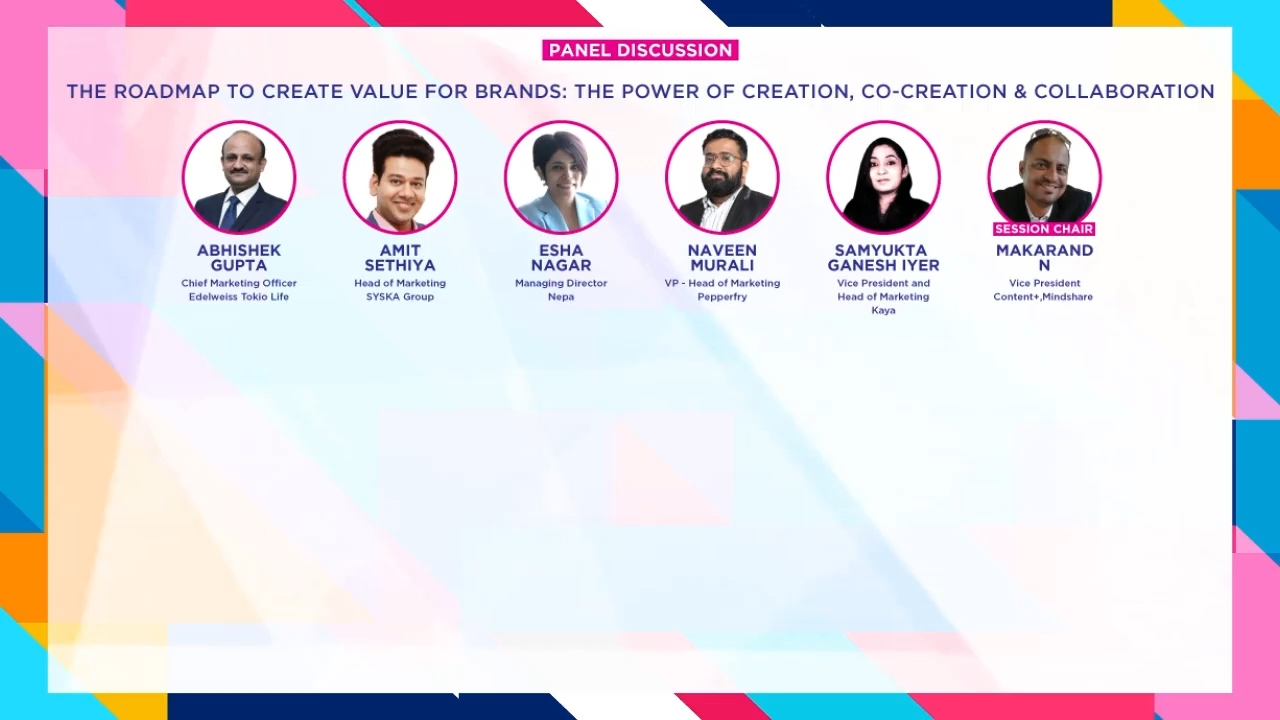 PANEL DISCUSSION
THE ROADMAP TO CREATE VALUE FOR BRANDS: THE POWER OF CREATION, CO-CREATION & COLLABORATION
ABHISHEK
GUPTA
Chief Marketing Officer
Edelweiss Tokio Life
AMIT
SETHIYA
Head of Marketing
SYSKA Group
ESHA
NAGAR
Managing Director
Nepa
NAVEEN
MURALI
VP - Head of Marketing
Pepperfry
SAMYUKTA
GANESH IYER
Vice President and
Head of Marketing
Kaya
SESSION CHAIR
MAKARAND
N
Vice President
Content+,Mindshare